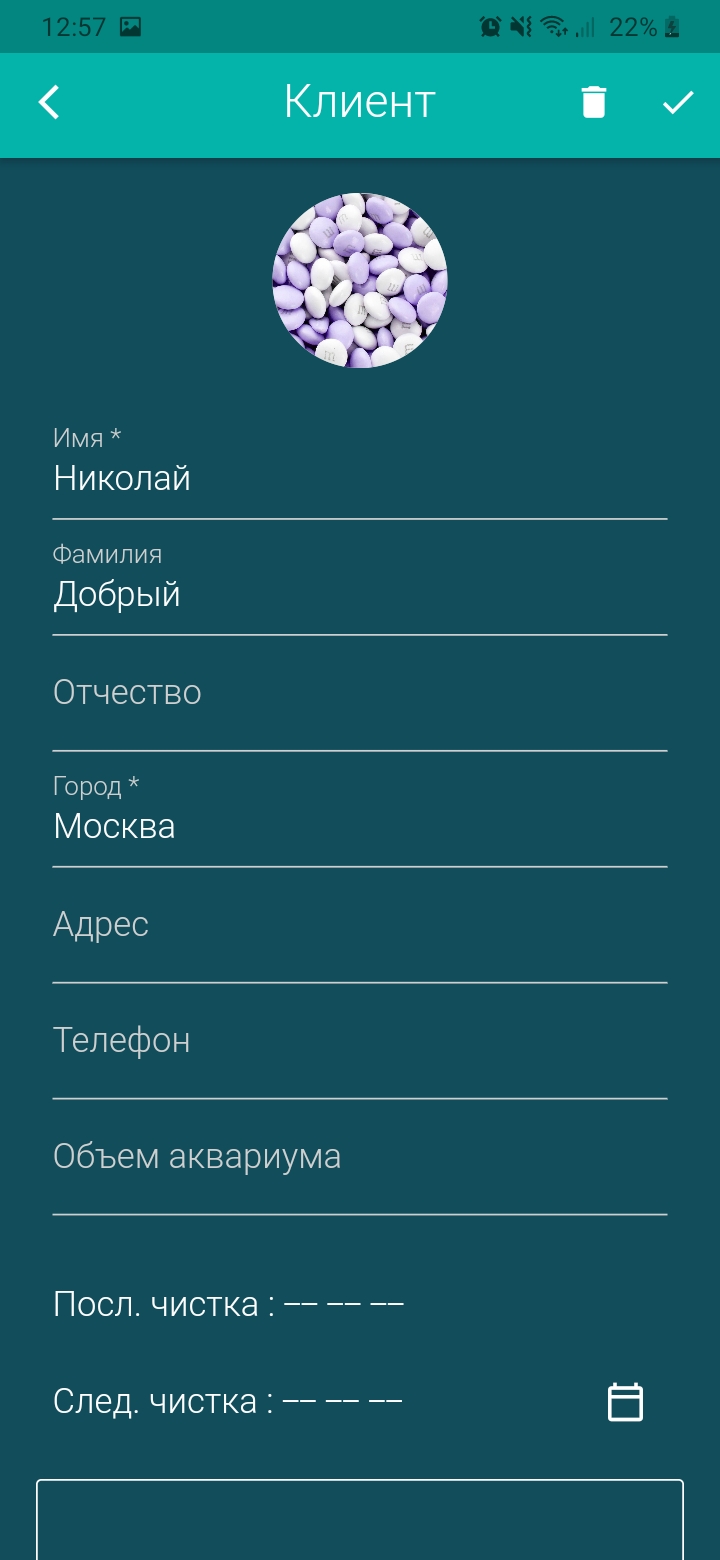 12:57 22%
Клиент
Имя *
Николай
Фамилия
Добрый
Отчество
Город *
Москва
Адрес
Телефон
Объем аквариума
Посл. чистка : –– –– ––
След. чистка : –– –– ––